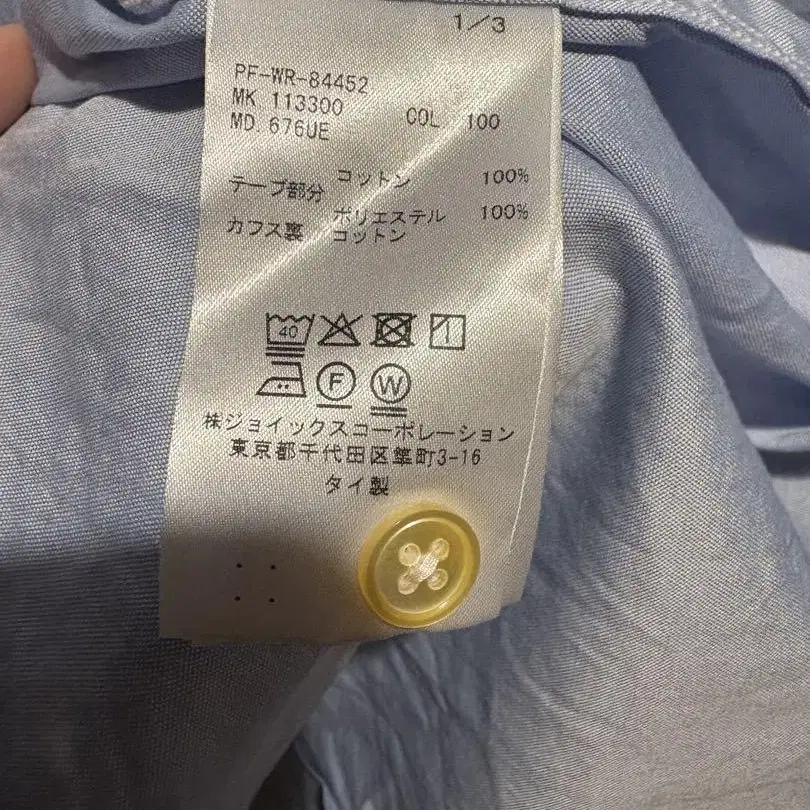 1/3
PF-WR-84452
MK 113300
MD. 676UE COL 100
テープ部分 コットン 100%
カフス裏 ポリエステル 100%
コットン
40
F W
株ジョイックスコーポレーション
東京都千代田区隼町3-16
タイ製